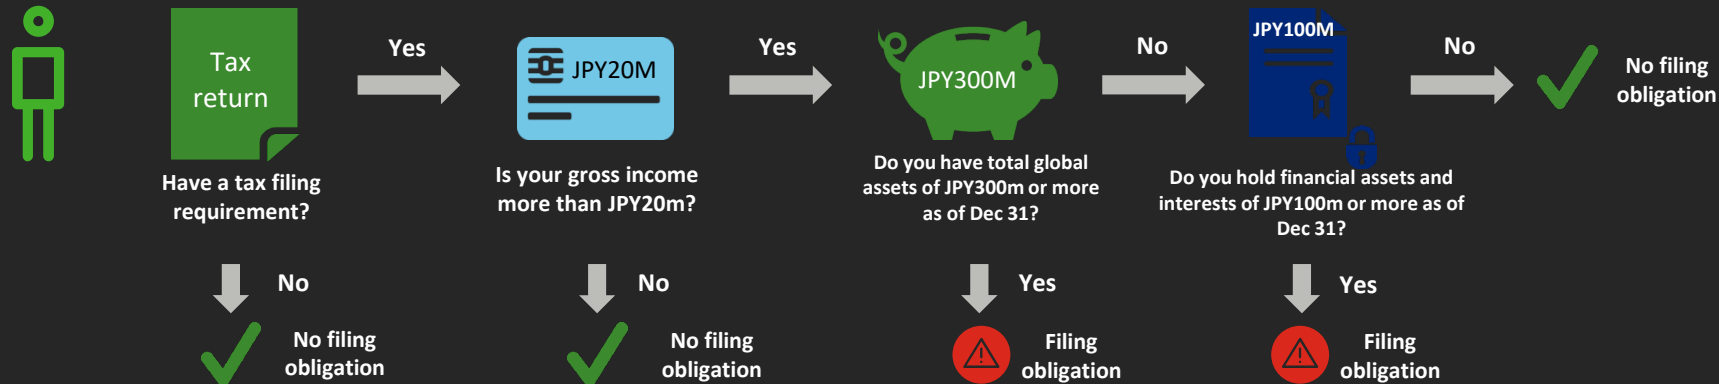 Tax
return
Have a tax filing
requirement?
Yes
JPY20M
Is your gross income
more than JPY20m?
Yes
JPY300M
Do you have total global
assets of JPY300m or more
as of Dec 31?
No
JPY100M
Do you hold financial assets and
interests of JPY100m or more as of
Dec 31?
No
No filing
obligation
No
No filing
obligation
No
No filing
obligation
Yes
Filing
obligation
Yes
Filing
obligation